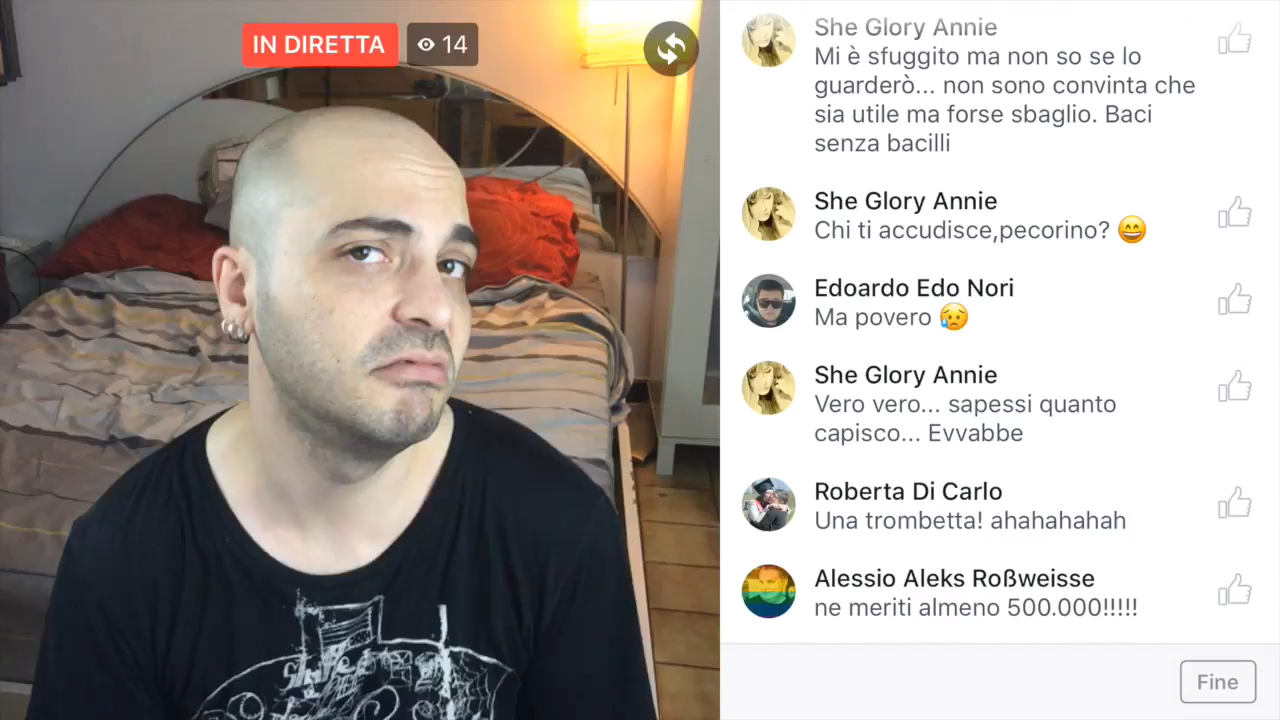 IN DIRETTA
14
She Glory Annie
Mi è sfuggito ma non so se lo
guarderò... non sono convinta che
sia utile ma forse sbaglio. Baci
senza bacilli
She Glory Annie
Chi ti accudisce,pecorino? 😄
Edoardo Edo Nori
Ma povero 😥
She Glory Annie
Vero vero... sapessi quanto
capisco... Evvabbe
Roberta Di Carlo
Una trombetta! ahahahahah
Alessio Aleks Roßweisse
ne meriti almeno 500.000!!!!!
Fine